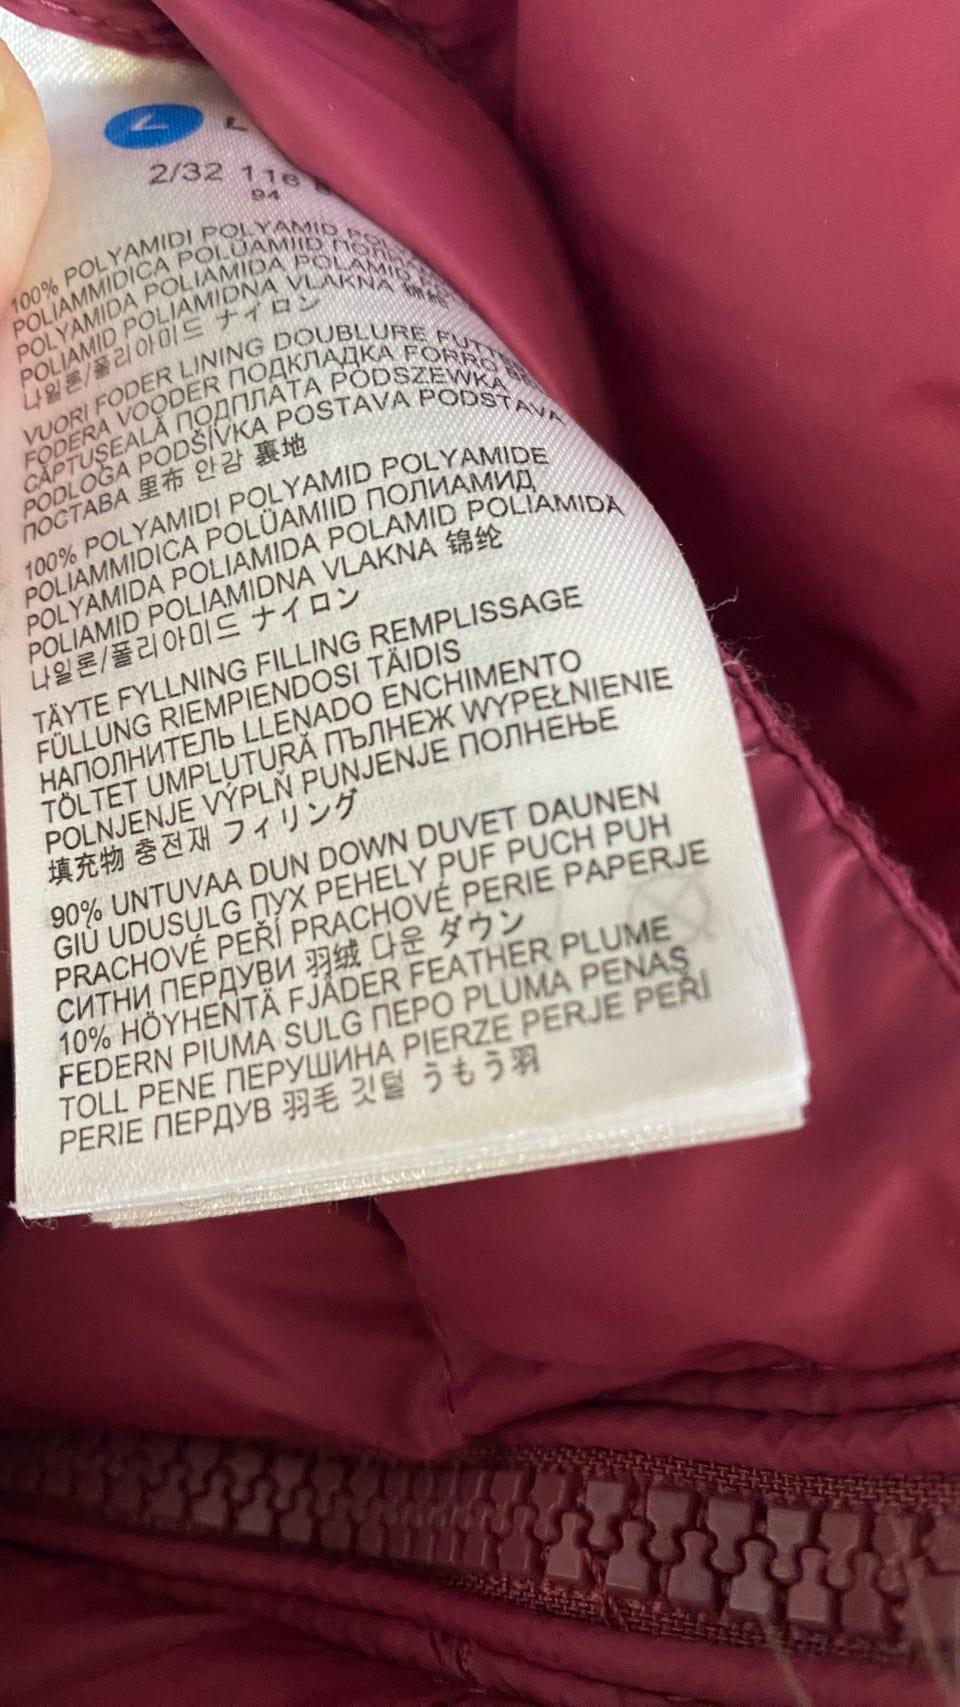 L
2/32 116
94
100% POLYAMIDI POLYAMID
POLIAMMIDICA POLÜAMIID
POLYAMIDA POLIAMIDA POLAMID
POLIAMID POLIAMIDNA VLAKNA 锦纶
나일론/폴리아미드 ナイロン
VUORI FODER LINING DOUBLURE
FODERA VOODER ПОДКЛАДКА FORRO
CĂPTUȘEALĂ ПОДПЛАТА PODSZEWKA
PODLOGA PODŠÍVKA POSTAVA PODSTAVA
ПОСТАВА 里布 안감 裏地
100% POLYAMIDI POLYAMID POLYAMIDE
POLIAMMIDICA POLÜAMIID ПОЛИАМИД
POLYAMIDA POLIAMIDA POLAMID POLIAMIDĂ
POLIAMID POLIAMIDNA VLAKNA 锦纶
나일론/폴리아미드 ナイロン
TÄYTE FYLLNING FILLING REMPLISSAGE
FÜLLUNG RIEMPIENDOSI TÄIDIS
НАПОЛНИТЕЛЬ LLENADO ENCHIMENTO
TÖLTET UMPLUTURĂ ПЪЛНЕЖ WYPEŁNIENIE
POLNJENJE VÝPLŇ PUNJENJE ПОЛНЕЊЕ
填充物 충전재 フィリング
90% UNTUVAA DUN DOWN DUVET DAUNEN
GIÙ UDUSULG ПУХ PEHELY PUF PUCH PUH
PRACHOVÉ PEŘÍ PRACHOVÉ PERIE PAPERJE
СИТНИ ПЕРДУВИ 羽绒 다운 ダウン
10% HÖYHENTÄ FJÄDER FEATHER PLUME
FEDERN PIUMA SULG ПЕРО PLUMA PENAS
TOLL PENE ПЕРУШИНА PIERZE PERJE PEŘI
PERIE ПЕРДУВ 羽毛 깃털 うもう羽